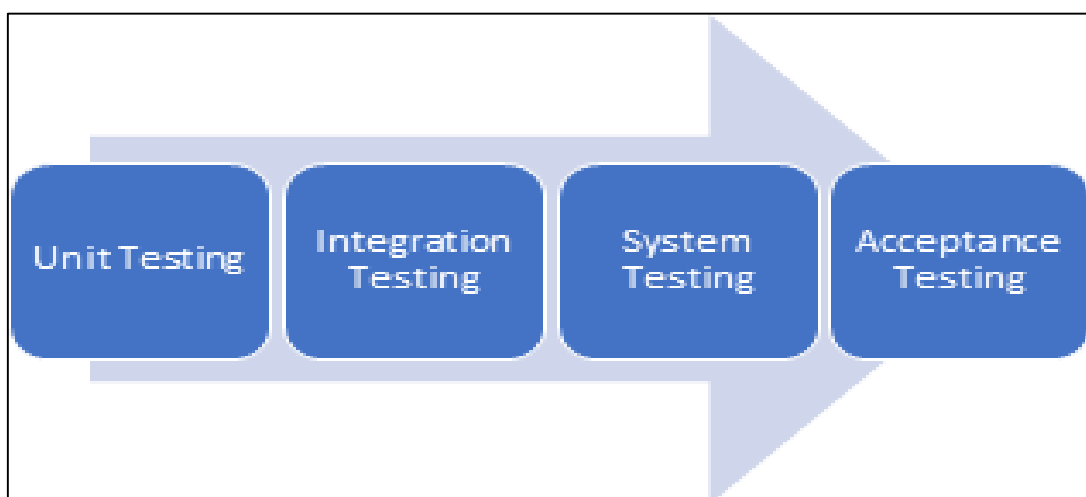 Unit Testing
Integration
Testing
System
Testing
Acceptance
Testing